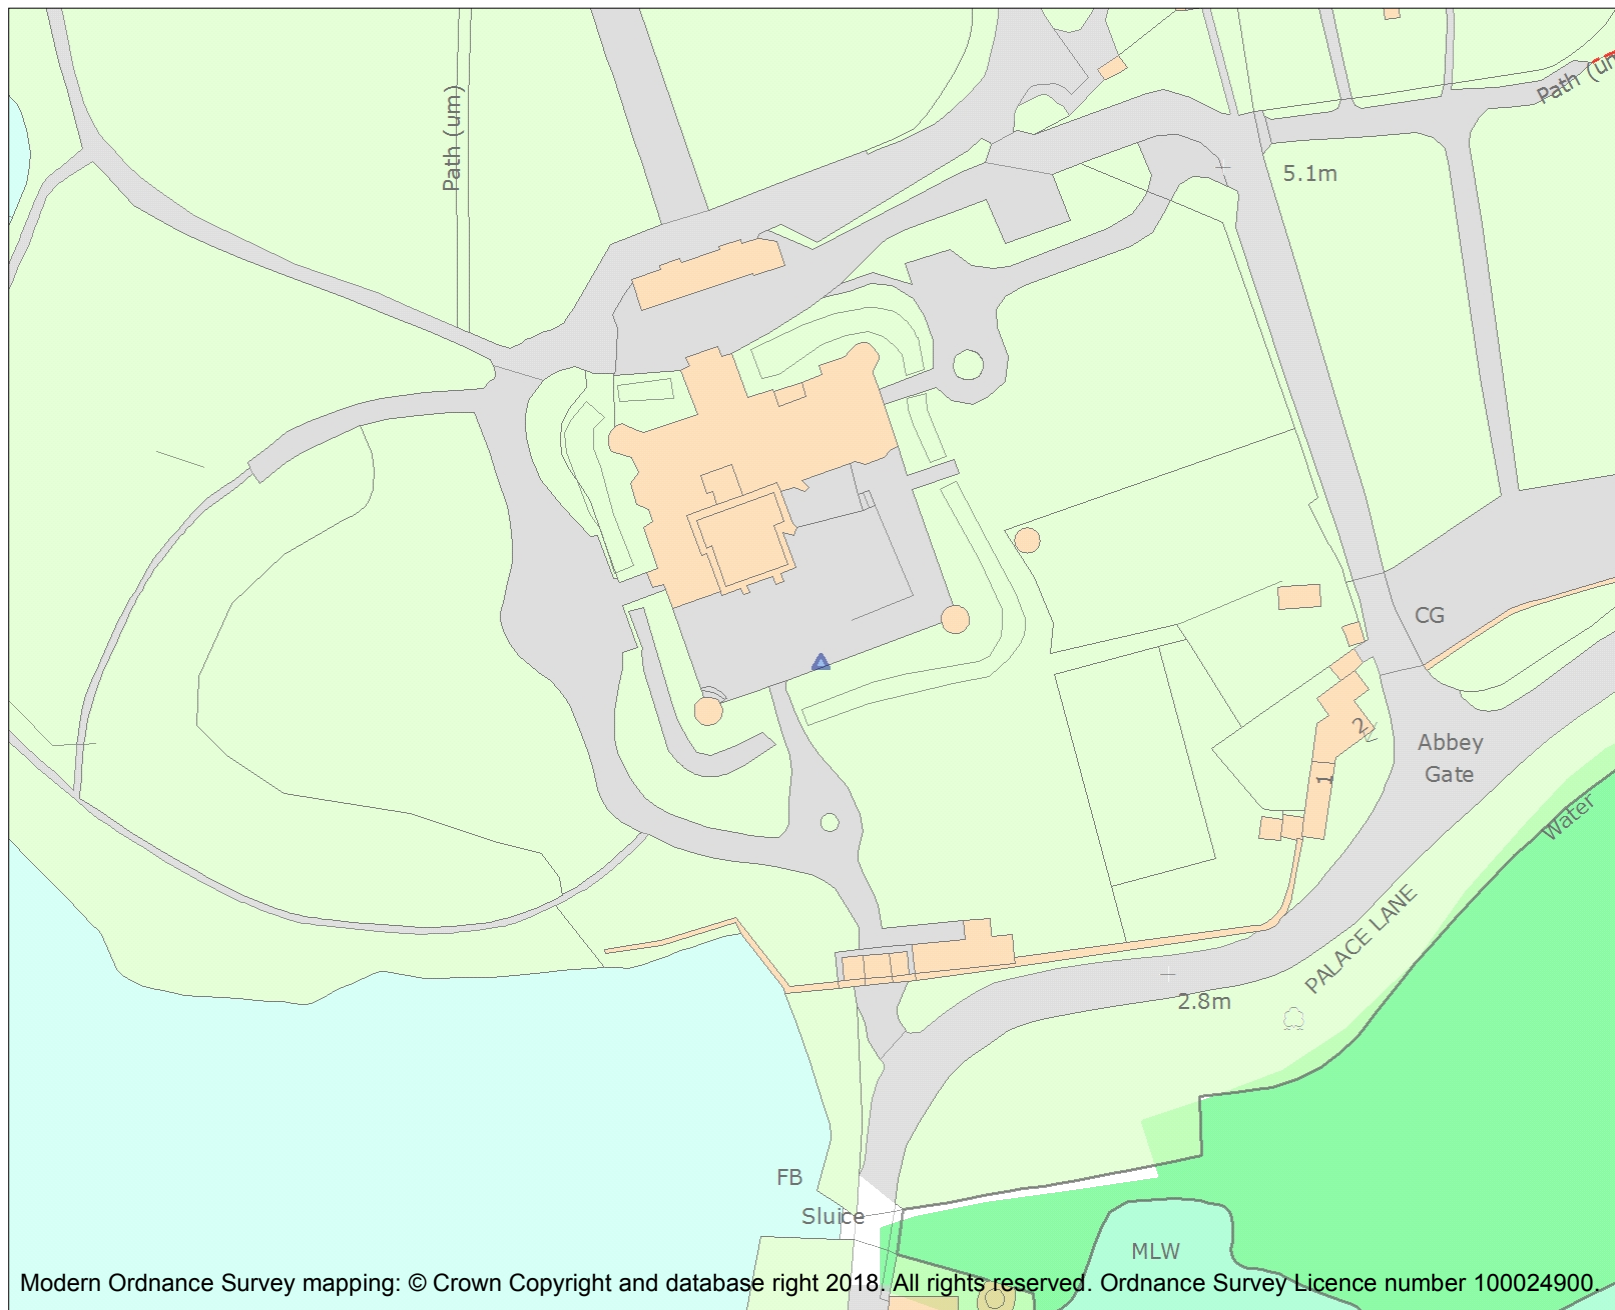 Path (um)
Path (um
5.1m
CG
2
Abbey
Gate
1
Water
PALACE LANE
2.8m
FB
Sluice
MLW
Modern Ordnance Survey mapping: © Crown Copyright and database right 2018. All rights reserved. Ordnance Survey Licence number 100024900.